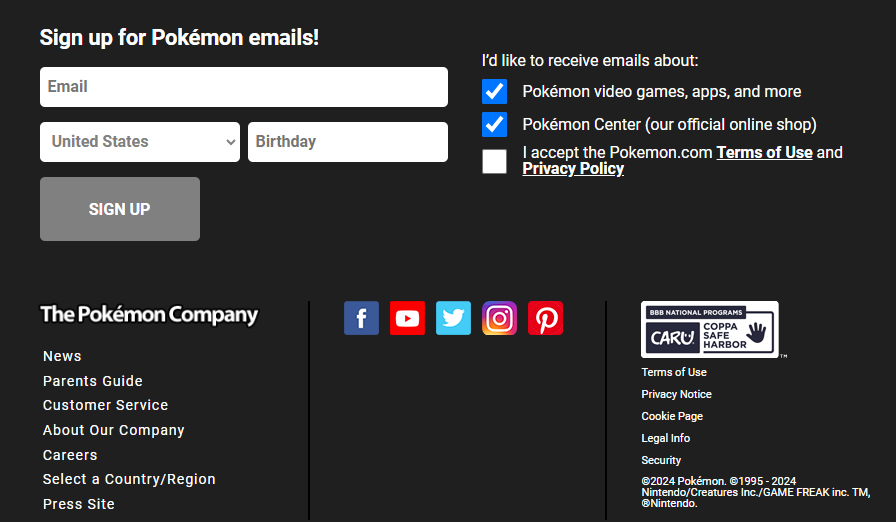 Sign up for Pokémon emails!
Email
United States
Birthday
SIGN UP
I'd like to receive emails about:
Pokémon video games, apps, and more
Pokémon Center (our official online shop)
I accept the Pokemon.com Terms of Use and
Privacy Policy
The Pokémon Company
News
Parents Guide
Customer Service
About Our Company
Careers
Select a Country/Region
Press Site
BBB NATIONAL PROGRAMS
CARU
COPPA
SAFE
HARBOR
TM
Terms of Use
Privacy Notice
Cookie Page
Legal Info
Security
©2024 Pokémon. ©1995 - 2024
Nintendo/Creatures Inc./GAME FREAK inc. TM,
®Nintendo.